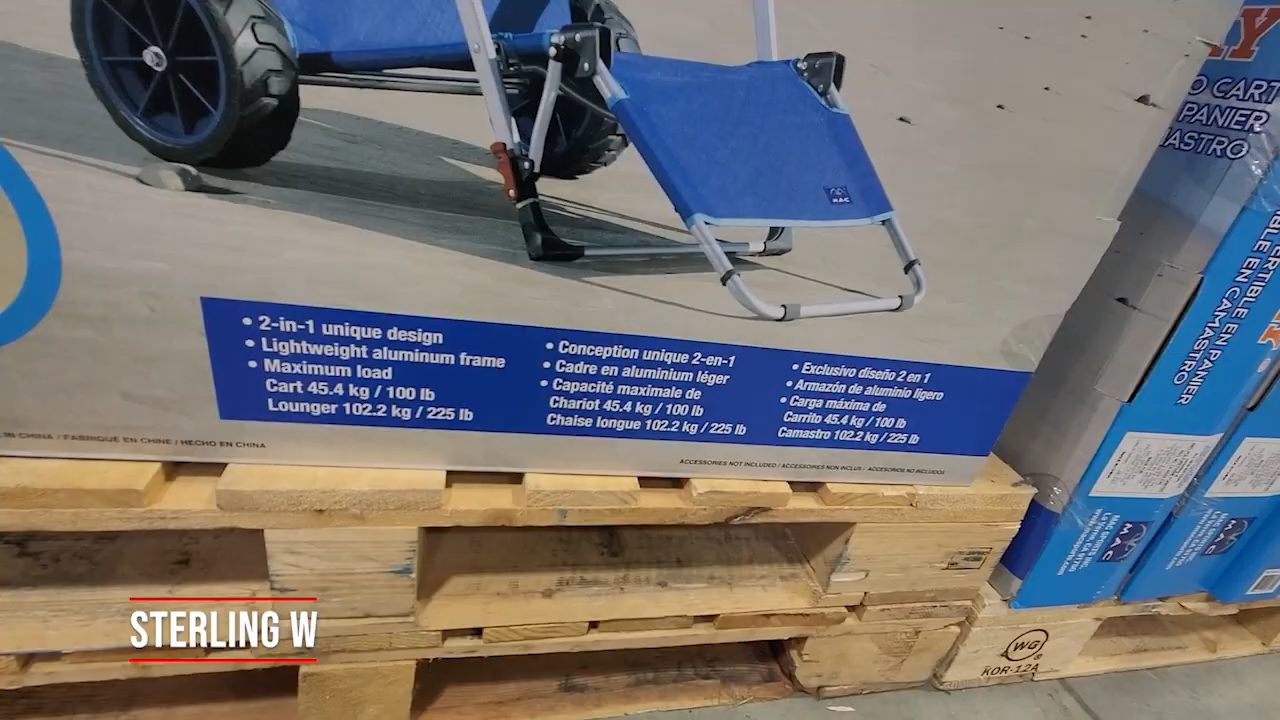 MAC
• 2-in-1 unique design
• Lightweight aluminum frame
• Maximum load
Cart 45.4 kg / 100 lb
Lounger 102.2 kg / 225 lb
• Conception unique 2-en-1
• Cadre en aluminium léger
• Capacité maximale de
Chariot 45.4 kg / 100 lb
Chaise longue 102.2 kg / 225 lb
• Exclusivo diseño 2 en 1
• Armazón de aluminio ligero
• Carga máxima de
Carrito 45.4 kg / 100 lb
Camastro 102.2 kg / 225 lb
IN CHINA / FABRIQUÉ EN CHINE / HECHO EN CHINA
ACCESSORIES NOT INCLUDED / ACCESSOIRES NON INCLUS / ACCESORIOS NO INCLUIDOS
CART
PANIER
EN CAMASTRO
MAC
MAC
STERLING W
WG
KOR-12A